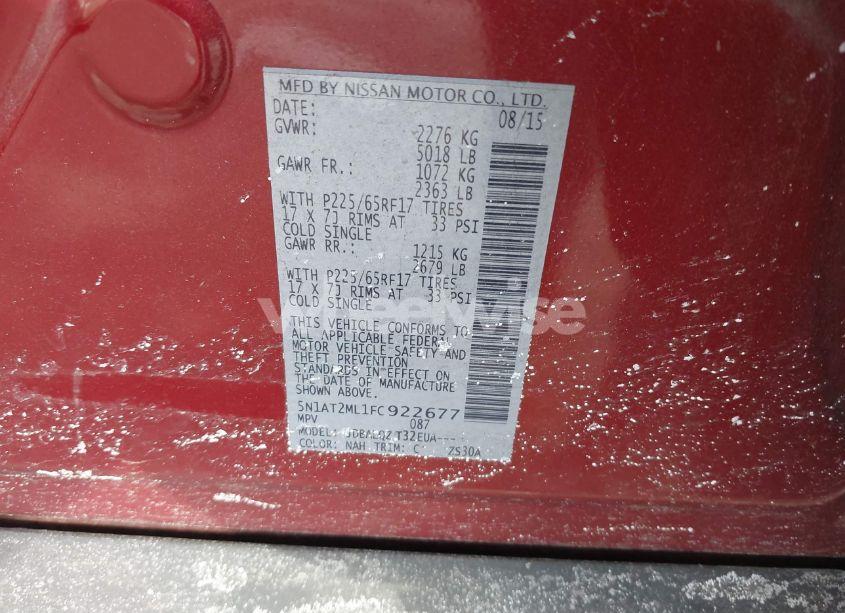 MFD BY NISSAN MOTOR CO., LTD.
DATE: 08/15
GVWR: 2276 KG
5018 LB
GAWR FR.: 1072 KG
2363 LB
WITH P225/65RF17 TIRES
17 X 7J RIMS AT 33 PSI
COLD SINGLE
GAWR RR.: 1215 KG
2679 LB
WITH P225/65RF17 TIRES
17 X 7J RIMS AT 33 PSI
COLD SINGLE
wheelwise
THIS VEHICLE CONFORMS TO
ALL APPLICABLE FEDERAL
MOTOR VEHICLE SAFETY AND
THEFT PREVENTION
STANDARDS IN EFFECT ON
THE DATE OF MANUFACTURE
SHOWN ABOVE.
5N1AT2ML1FC922677
MPV 087
MODEL: T32EUA---
COLOR: NAH TRIM: C ZS30A